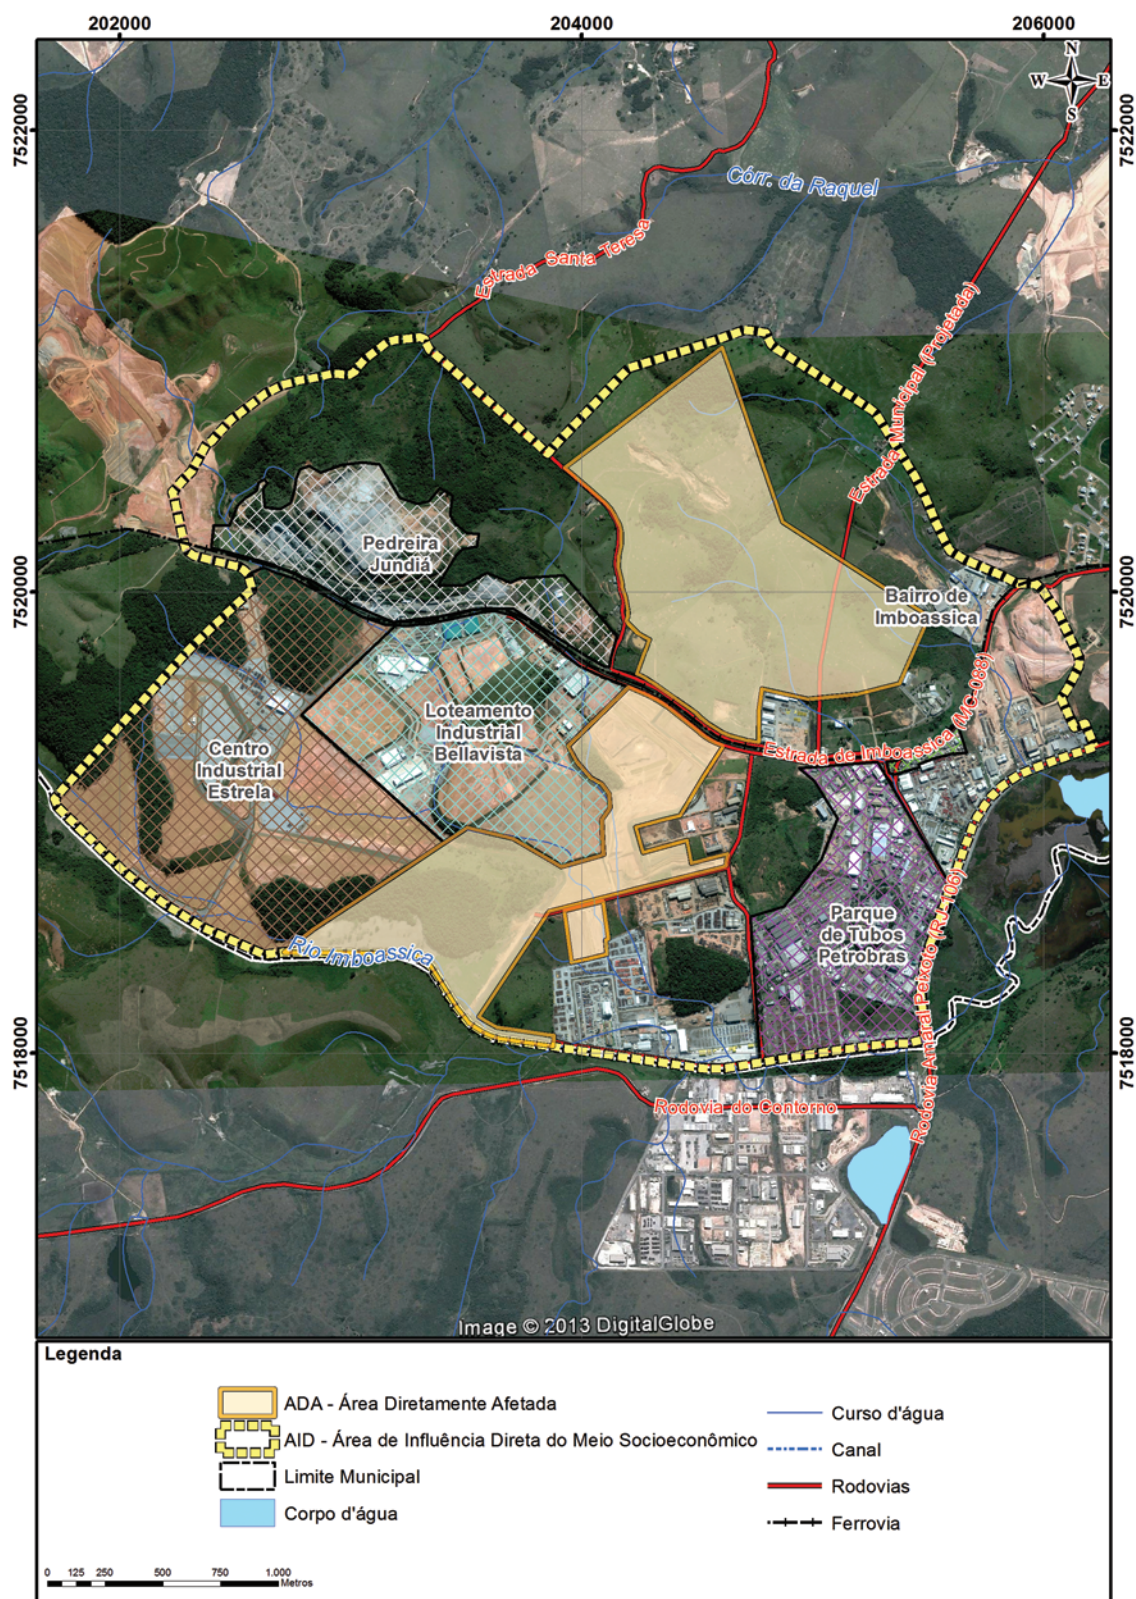 202000
204000
206000
N
W E
S
7522000
7522000
Córr. da Raquel
Estrada Santa Teresa
Estrada Municipal (Projetada)
Pedreira
Jundiá
7520000
7520000
Bairro de
Imboassica
Loteamento
Industrial
Bellavista
Centro
Industrial
Estrela
Estrada de Imboassica (MC-088)
Parque
de Tubos
Petrobras
Rio Imboassica
Rodovia Amaral Peixoto (RJ-106)
7518000
7518000
Rodovia do Contorno
Image © 2013 DigitalGlobe
Legenda
ADA - Área Diretamente Afetada
AID - Área de Influência Direta do Meio Socioeconômico
Limite Municipal
Corpo d'água
Curso d'água
Canal
Rodovias
Ferrovia
0 125 250 500 750 1.000
Metros